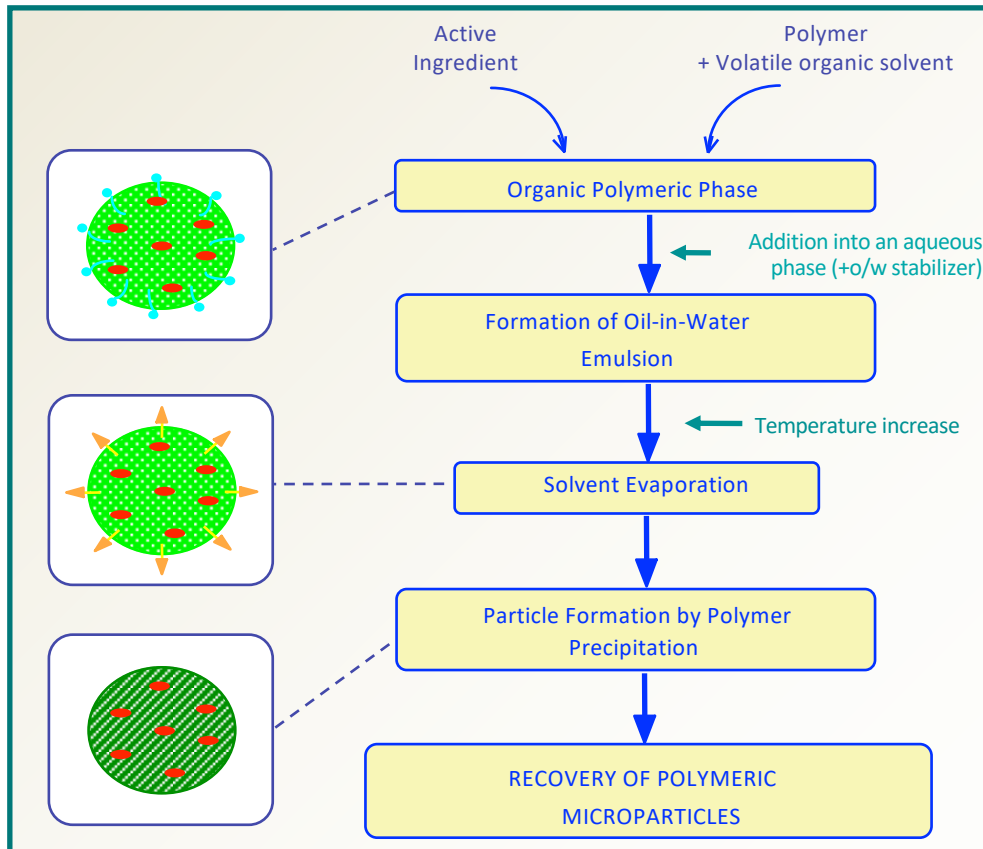 Active
Ingredient
Polymer
+ Volatile organic solvent
Organic Polymeric Phase
Addition into an aqueous
phase (+o/w stabilizer)
Formation of Oil-in-Water
Emulsion
Temperature increase
Solvent Evaporation
Particle Formation by Polymer
Precipitation
RECOVERY OF POLYMERIC
MICROPARTICLES